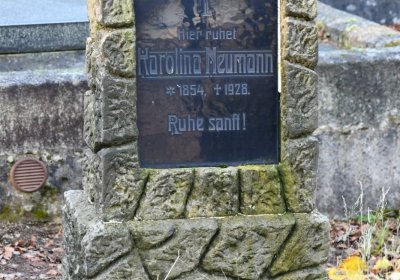 Hier ruhet
Karolina Neumann
* 1854, † 1928.
Ruhe sanft!